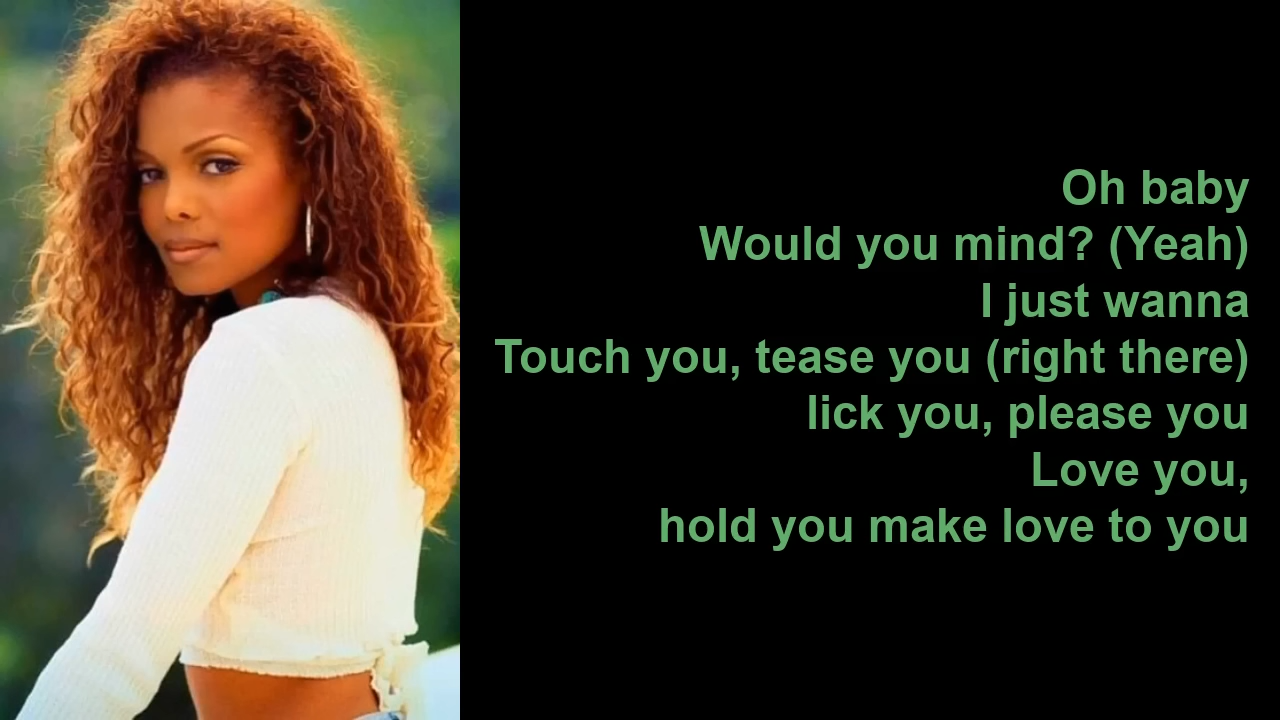 Oh baby
Would you mind? (Yeah)
I just wanna
Touch you, tease you (right there)
lick you, please you
Love you,
hold you make love to you